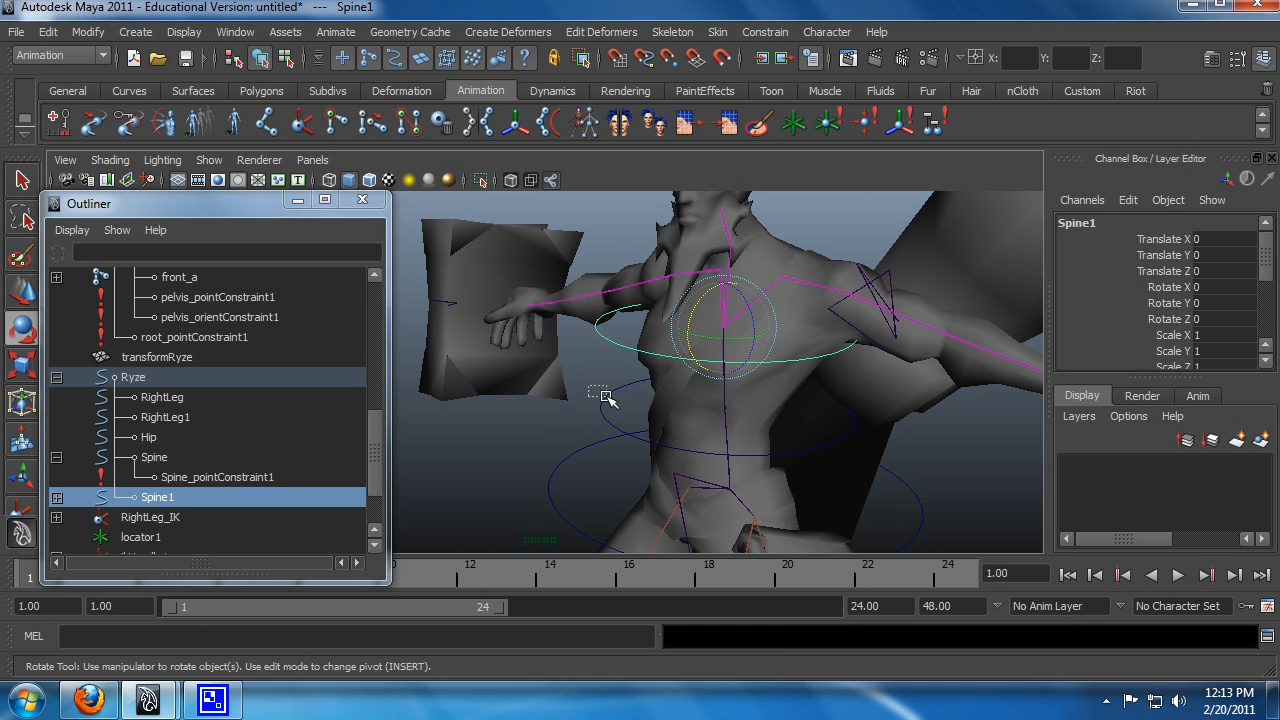 Autodesk Maya 2011 - Educational Version: untitled*   ---   Spine1
File Edit Modify Create Display Window Assets Animate Geometry Cache Create Deformers Edit Deformers Skeleton Skin Constrain Character Help
Animation X: Y: Z:
General Curves Surfaces Polygons Subdivs Deformation Animation Dynamics Rendering PaintEffects Toon Muscle Fluids Fur Hair nCloth Custom Riot
View Shading Lighting Show Renderer Panels
Channel Box / Layer Editor
Outliner
Display Show Help
front_a
pelvis_pointConstraint1
pelvis_orientConstraint1
root_pointConstraint1
transformRyze
Ryze
RightLeg
RightLeg1
Hip
Spine
Spine_pointConstraint1
Spine1
RightLeg_IK
locator1
persp
Channels Edit Object Show
Spine1
Translate X 0
Translate Y 0
Translate Z 0
Rotate X 0
Rotate Y 0
Rotate Z 0
Scale X 1
Scale Y 1
Scale Z 1
Display Render Anim
Layers Options Help
1 12 14 16 18 20 22 24 1.00
1.00 1.00 1 24 24.00 48.00 No Anim Layer No Character Set
MEL
Rotate Tool: Use manipulator to rotate object(s). Use edit mode to change pivot (INSERT).
12:13 PM
2/20/2011